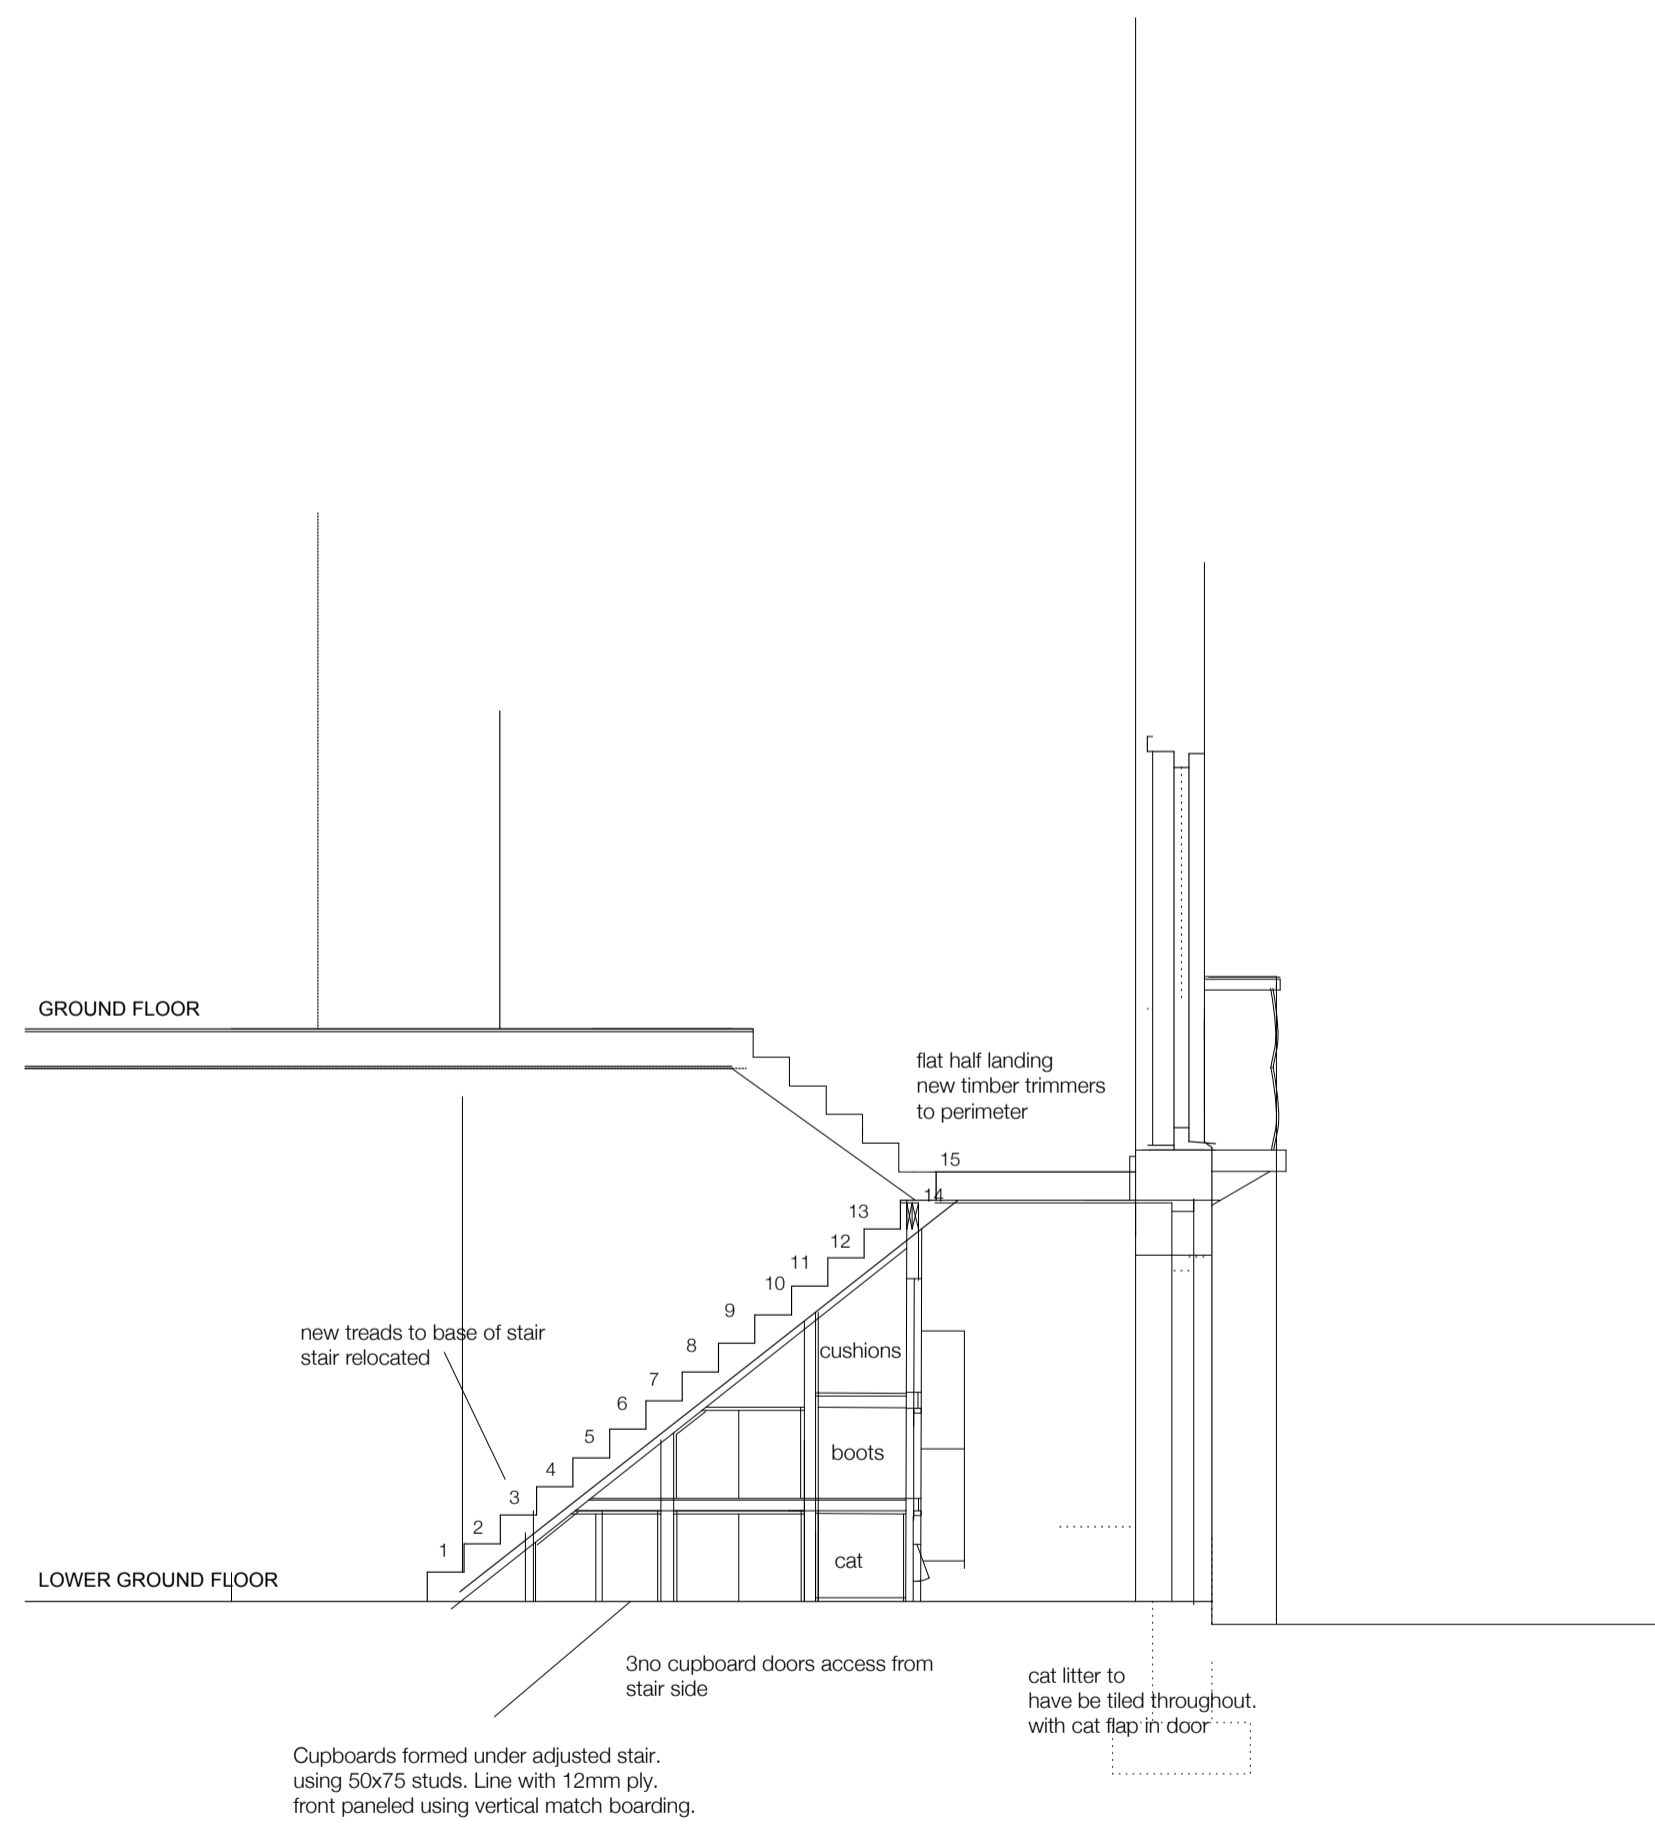 GROUND FLOOR
flat half landing
new timber trimmers
to perimeter
15
14
13
12
11
10
9
8
7
6
5
4
3
2
1
new treads to base of stair
stair relocated
cushions
boots
cat
LOWER GROUND FLOOR
3no cupboard doors access from
stair side
cat litter to
have be tiled throughout.
with cat flap in door
Cupboards formed under adjusted stair.
using 50x75 studs. Line with 12mm ply.
front paneled using vertical match boarding.